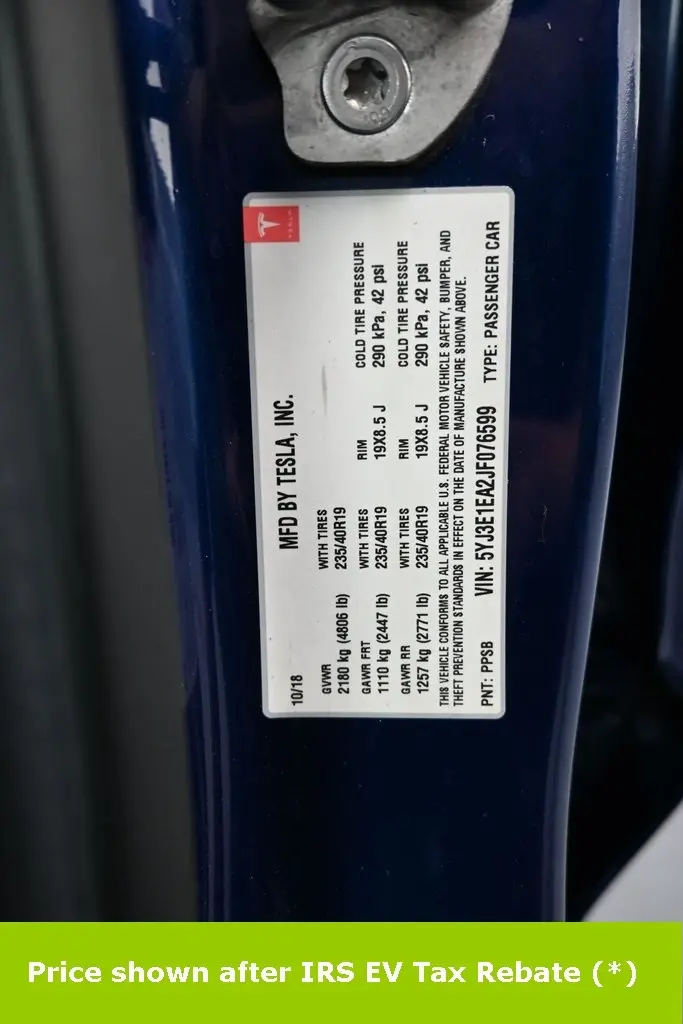 TESLA
MFD BY TESLA, INC.
10/18
GVWR WITH TIRES
2180 kg (4806 lb) 235/40R19
GAWR FRT WITH TIRES RIM COLD TIRE PRESSURE
1110 kg (2447 lb) 235/40R19 19X8.5 J 290 kPa, 42 psi
GAWR RR WITH TIRES RIM COLD TIRE PRESSURE
1257 kg (2771 lb) 235/40R19 19X8.5 J 290 kPa, 42 psi
THIS VEHICLE CONFORMS TO ALL APPLICABLE U.S. FEDERAL MOTOR VEHICLE SAFETY, BUMPER, AND
THEFT PREVENTION STANDARDS IN EFFECT ON THE DATE OF MANUFACTURE SHOWN ABOVE.
PNT: PPSB VIN: 5YJ3E1EA2JF076599 TYPE: PASSENGER CAR
Price shown after IRS EV Tax Rebate (*)